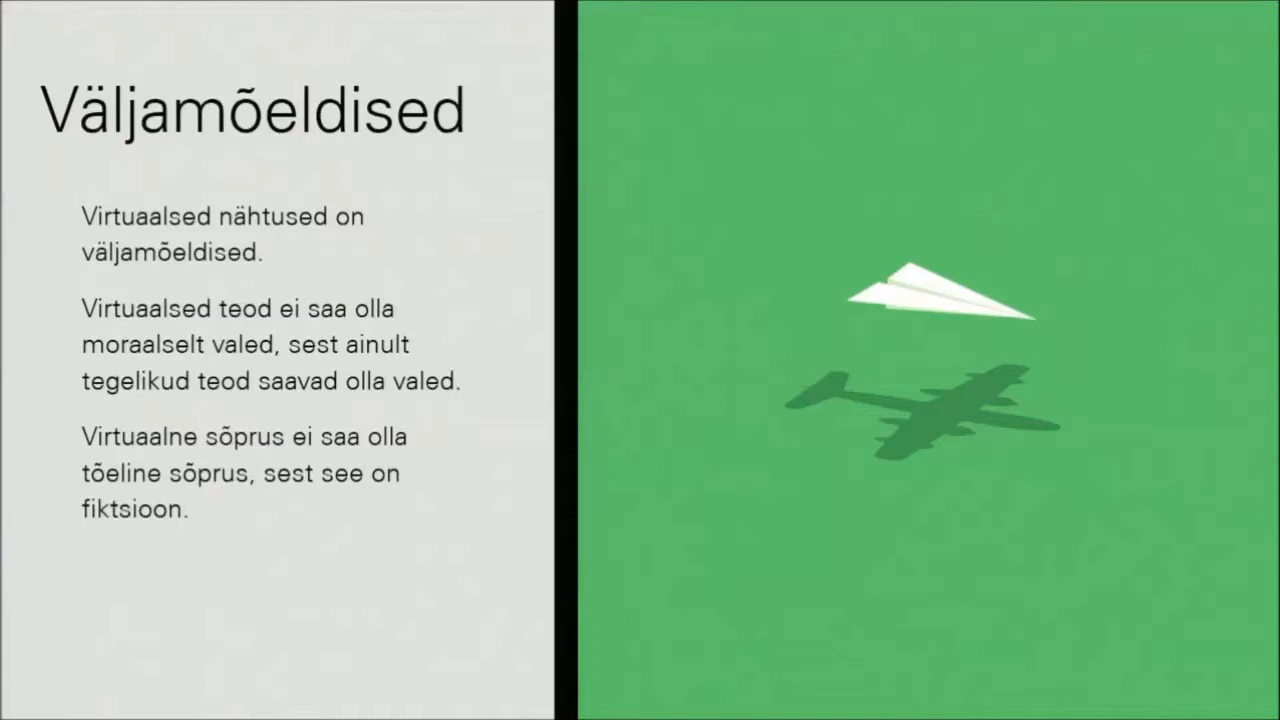 Väljamõeldised
Virtuaalsed nähtused on
väljamõeldised.
Virtuaalsed teod ei saa olla
moraalselt valed, sest ainult
tegelikud teod saavad olla valed.
Virtuaalne sõprus ei saa olla
tõeline sõprus, sest see on
fiktsioon.